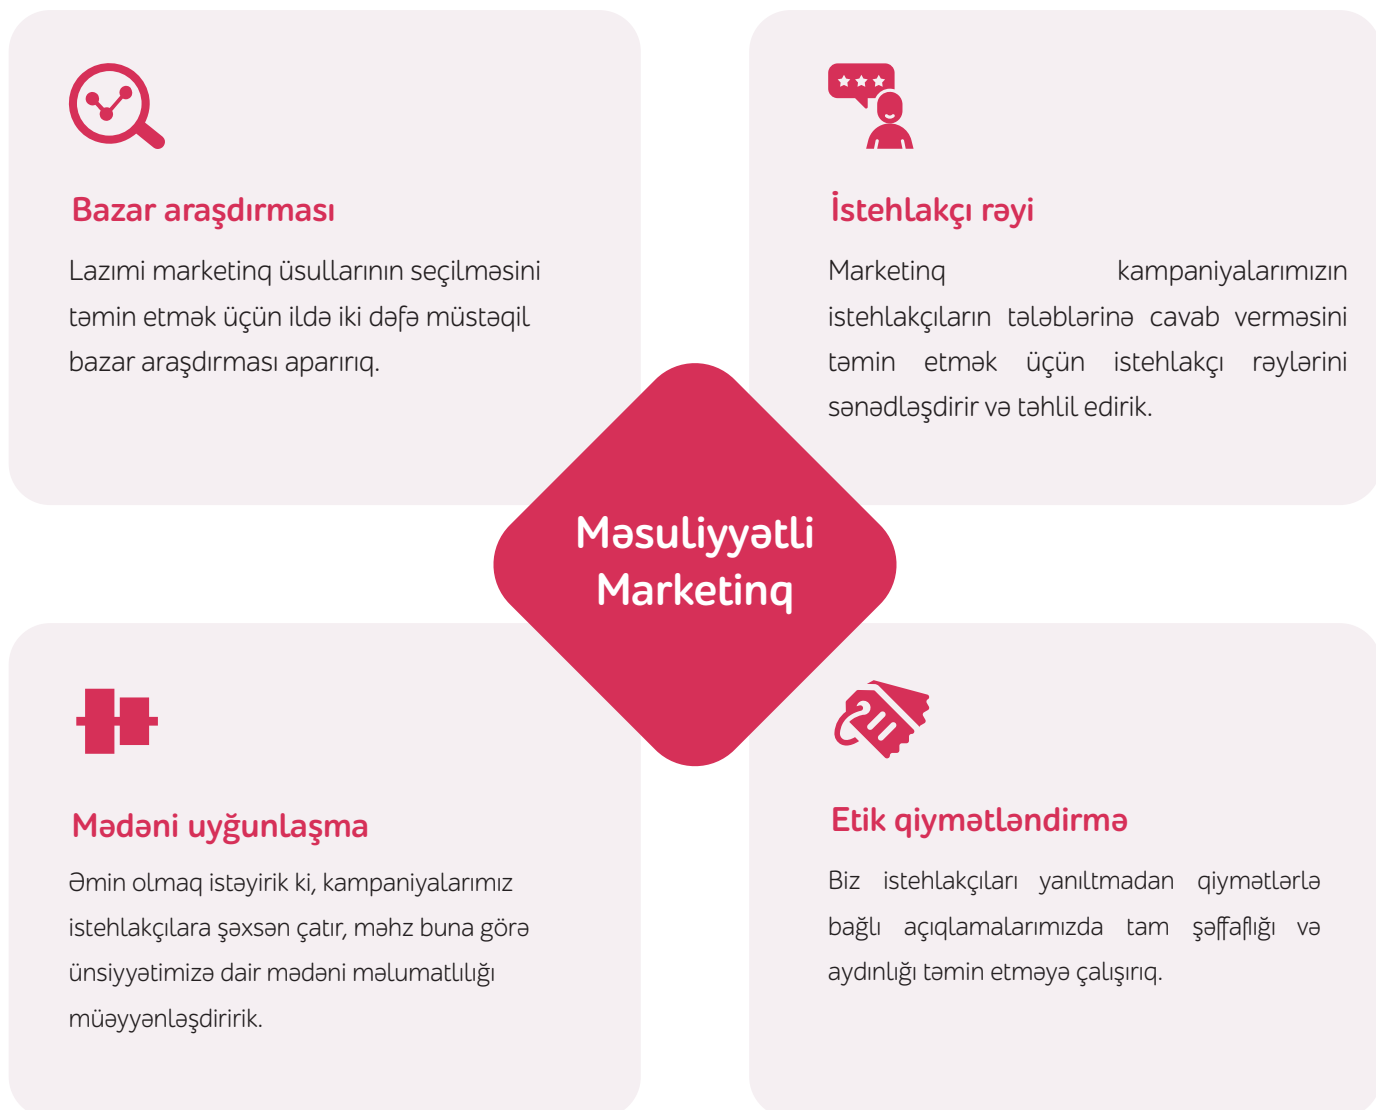 Bazar araşdırması
Lazımi marketinq üsullarının seçilməsini
təmin etmək üçün ildə iki dəfə müstəqil
bazar araşdırması aparırıq.
İstehlakçı rəyi
Marketinq kampaniyalarımızın
istehlakçıların tələblərinə cavab verməsini
təmin etmək üçün istehlakçı rəylərini
sənədləşdirir və təhlil edirik.
Məsuliyyətli
Marketinq
Mədəni uyğunlaşma
Əmin olmaq istəyirik ki, kampaniyalarımız
istehlakçılara şəxsən çatır, məhz buna görə
ünsiyyətimizə dair mədəni məlumatlılığı
müəyyənləşdiririk.
Etik qiymətləndirmə
Biz istehlakçıları yanıltmadan qiymətlərlə
bağlı açıqlamalarımızda tam şəffaflığı və
aydınlığı təmin etməyə çalışırıq.